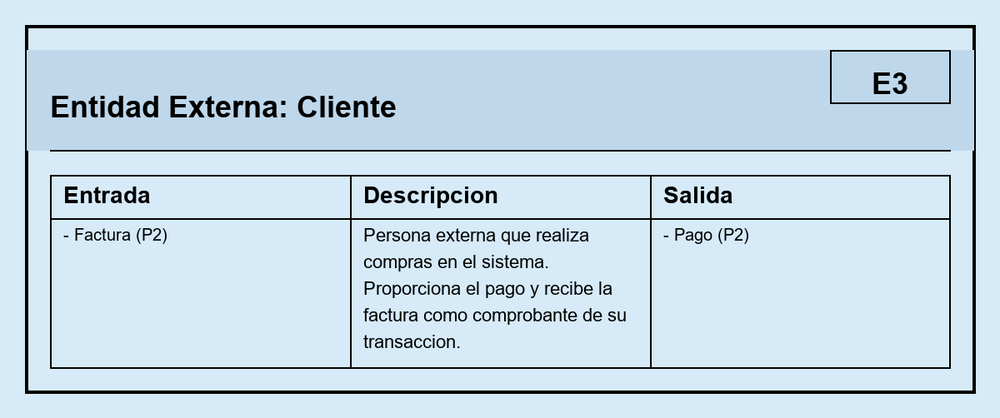 E3
Entidad Externa: Cliente
Entrada
Descripcion
Salida
- Factura (P2)
Persona externa que realiza
compras en el sistema.
Proporciona el pago y recibe la
factura como comprobante de su
transaccion.
- Pago (P2)